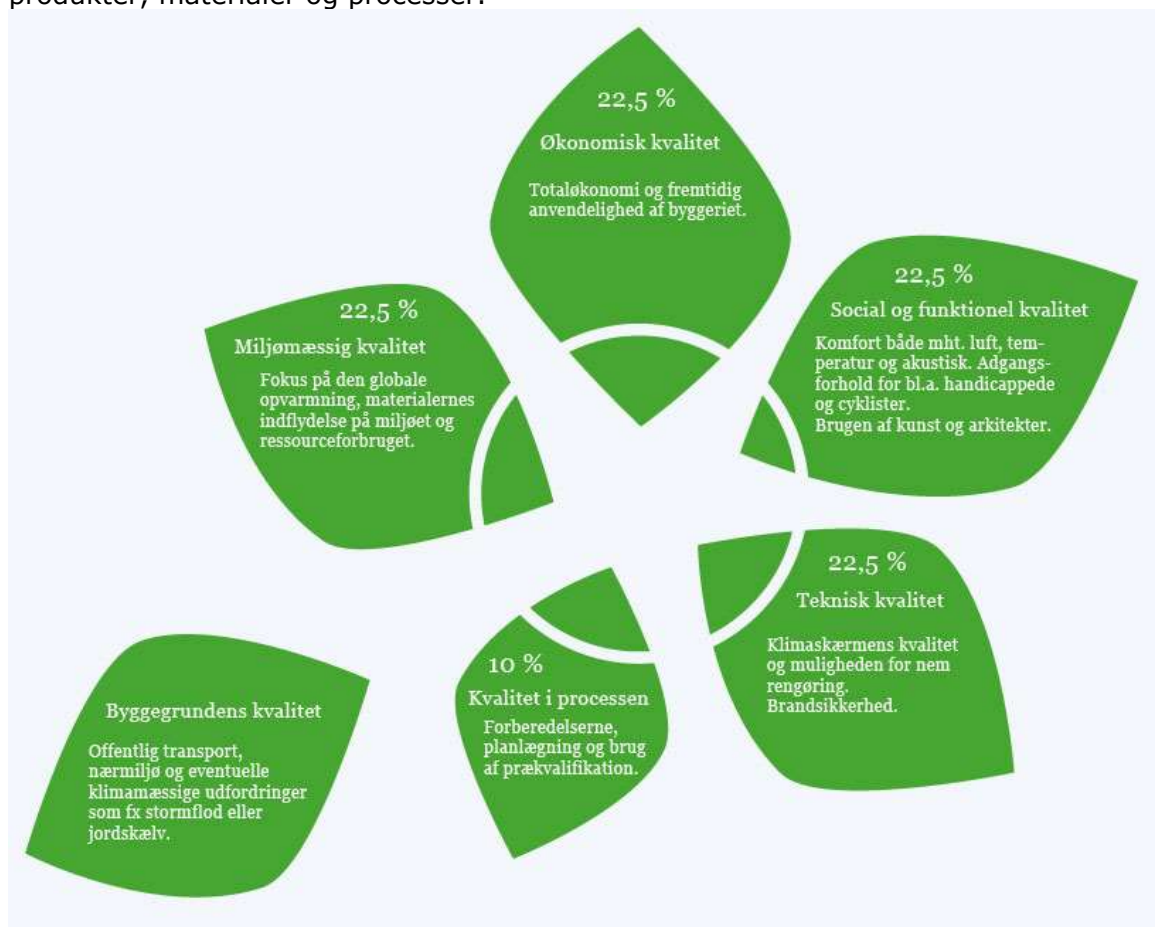 produkter, materialer og processer.
22,5 %
Økonomisk kvalitet
Totaløkonomi og fremtidig
anvendelighed af byggeriet.
22,5 %
Social og funktionel kvalitet
Komfort både mht. luft, tem-
peratur og akustisk. Adgangs-
forhold for bl.a. handicappede
og cyklister.
Brugen af kunst og arkitekter.
22,5 %
Miljømæssig kvalitet
Fokus på den globale
opvarmning, materialernes
indflydelse på miljøet og
ressourceforbruget.
22,5 %
Teknisk kvalitet
Klimaskærmens kvalitet
og muligheden for nem
rengøring.
Brandsikkerhed.
10 %
Kvalitet i processen
Forberedelserne,
planlægning og brug
af prækvalifikation.
Byggegrundens kvalitet
Offentlig transport,
nærmiljø og eventuelle
klimamæssige udfordringer
som fx stormflod eller
jordskælv.